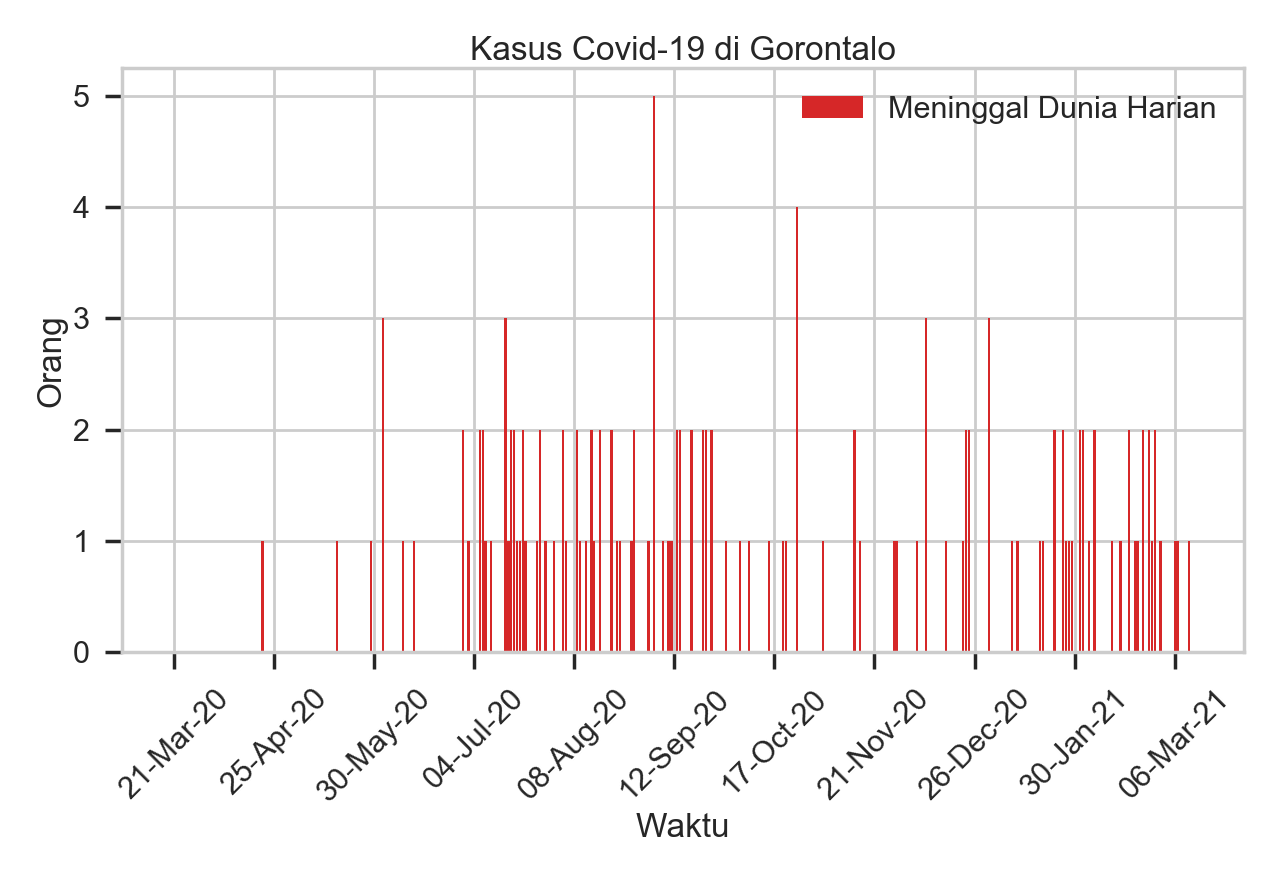 Kasus Covid-19 di Gorontalo
Meninggal Dunia Harian
Orang
5
4
3
2
1
0
21-Mar-20
25-Apr-20
30-May-20
04-Jul-20
08-Aug-20
12-Sep-20
17-Oct-20
21-Nov-20
26-Dec-20
30-Jan-21
06-Mar-21
Waktu